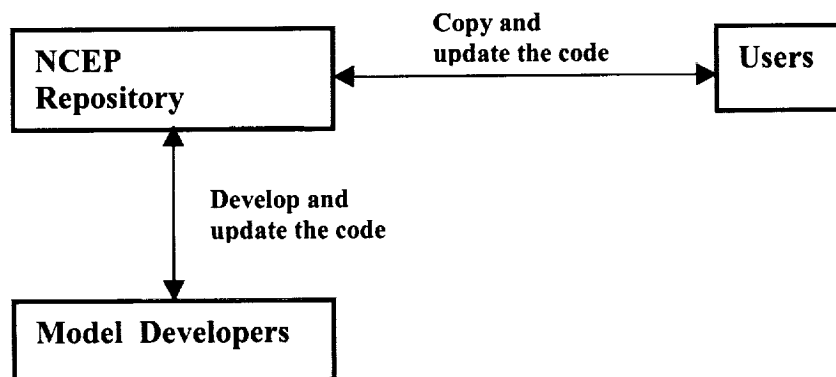 Copy and
update the code
NCEP
Repository
Users
Develop and
update the code
Model Developers